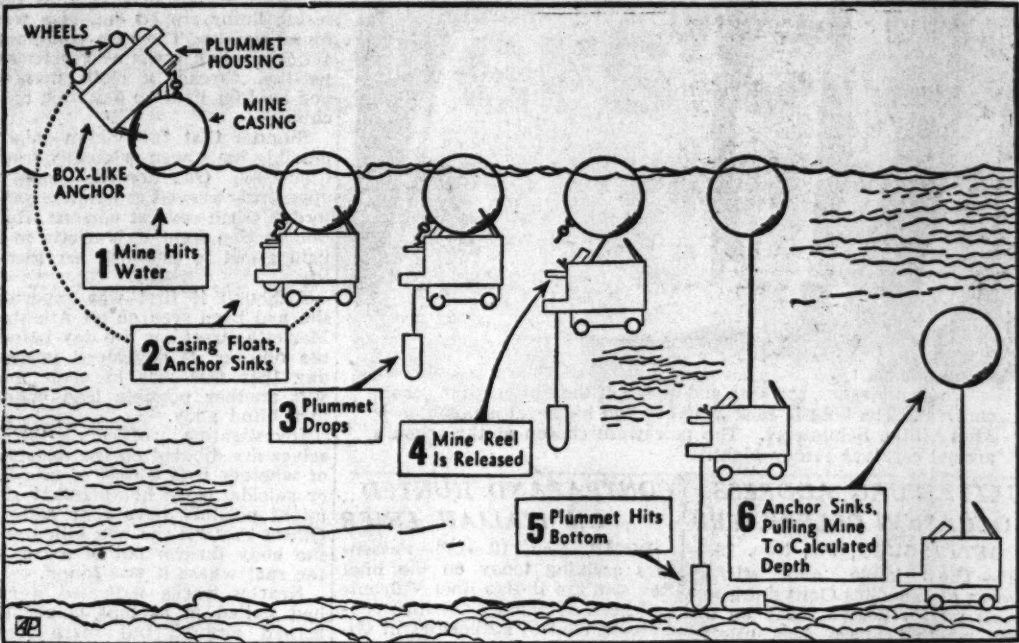 WHEELS
PLUMMET
HOUSING
MINE
CASING
BOX-LIKE
ANCHOR
1 Mine Hits
Water
2 Casing Floats,
Anchor Sinks
3 Plummet
Drops
4 Mine Reel
Is Released
5 Plummet Hits
Bottom
6 Anchor Sinks,
Pulling Mine
To Calculated
Depth
AP